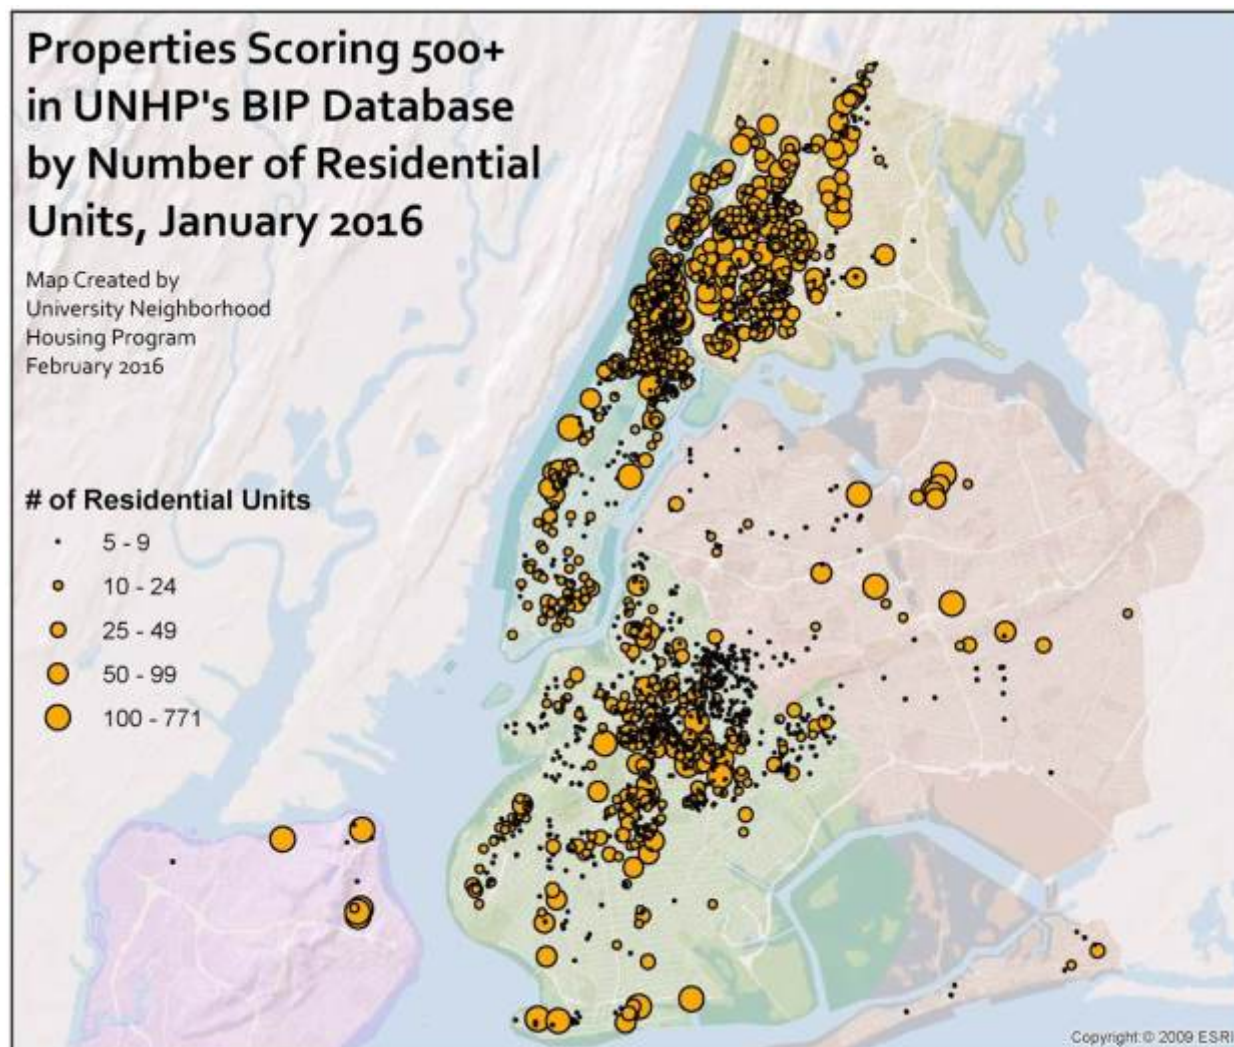 Properties Scoring 500+
in UNHP's BIP Database
by Number of Residential
Units, January 2016
Map Created by
University Neighborhood
Housing Program
February 2016
# of Residential Units
5 - 9
10 - 24
25 - 49
50 - 99
100 - 771
Copyright:© 2009 ESRI